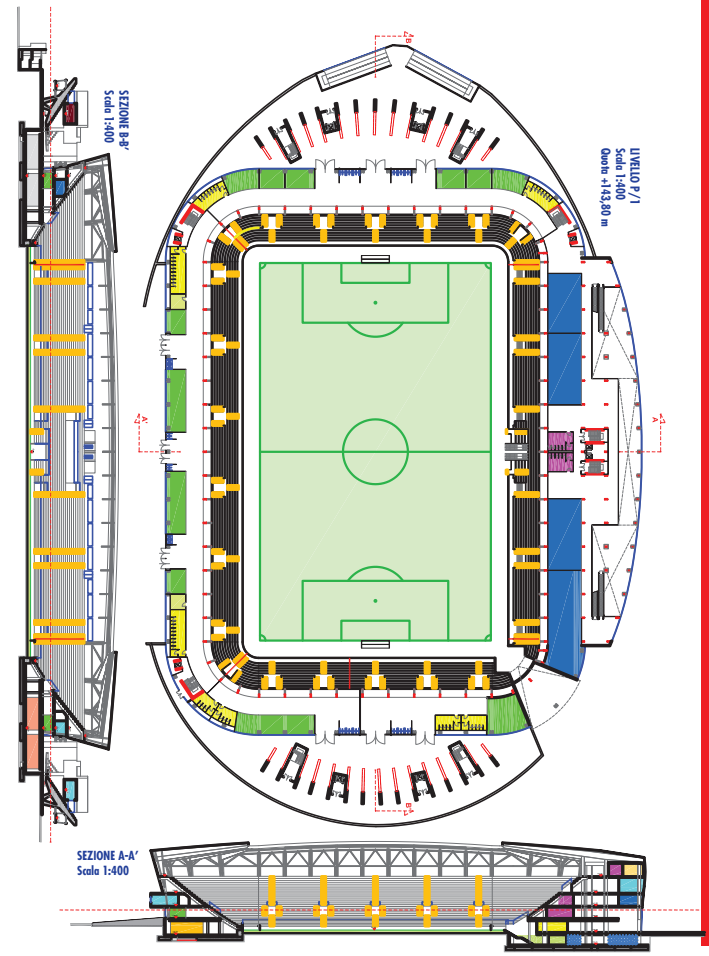 LIVELLO P/1
Scala 1:400
Quota +143,80 m
SEZIONE B-B'
Scala 1:400
B
A'
A
B'
SEZIONE A-A'
Scala 1:400